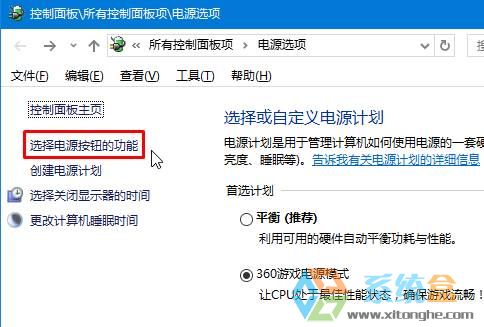 控制面板\所有控制面板项\电源选项
« 所有控制面板项 › 电源选项
文件(F) 编辑(E) 查看(V) 工具(T) 帮助(H)
控制面板主页
选择电源按钮的功能
创建电源计划
选择关闭显示器的时间
更改计算机睡眠时间
选择或自定义电源计划
电源计划是用于管理计算机如何使用电源的一套硬
亮度、睡眠等)。告诉我有关电源计划的详细信息
首选计划
平衡 (推荐)
利用可用的硬件自动平衡功耗与性能。
360游戏电源模式
让CPU处于最佳性能状态，确保游戏流畅！
系统盒
www.xitonghe.com